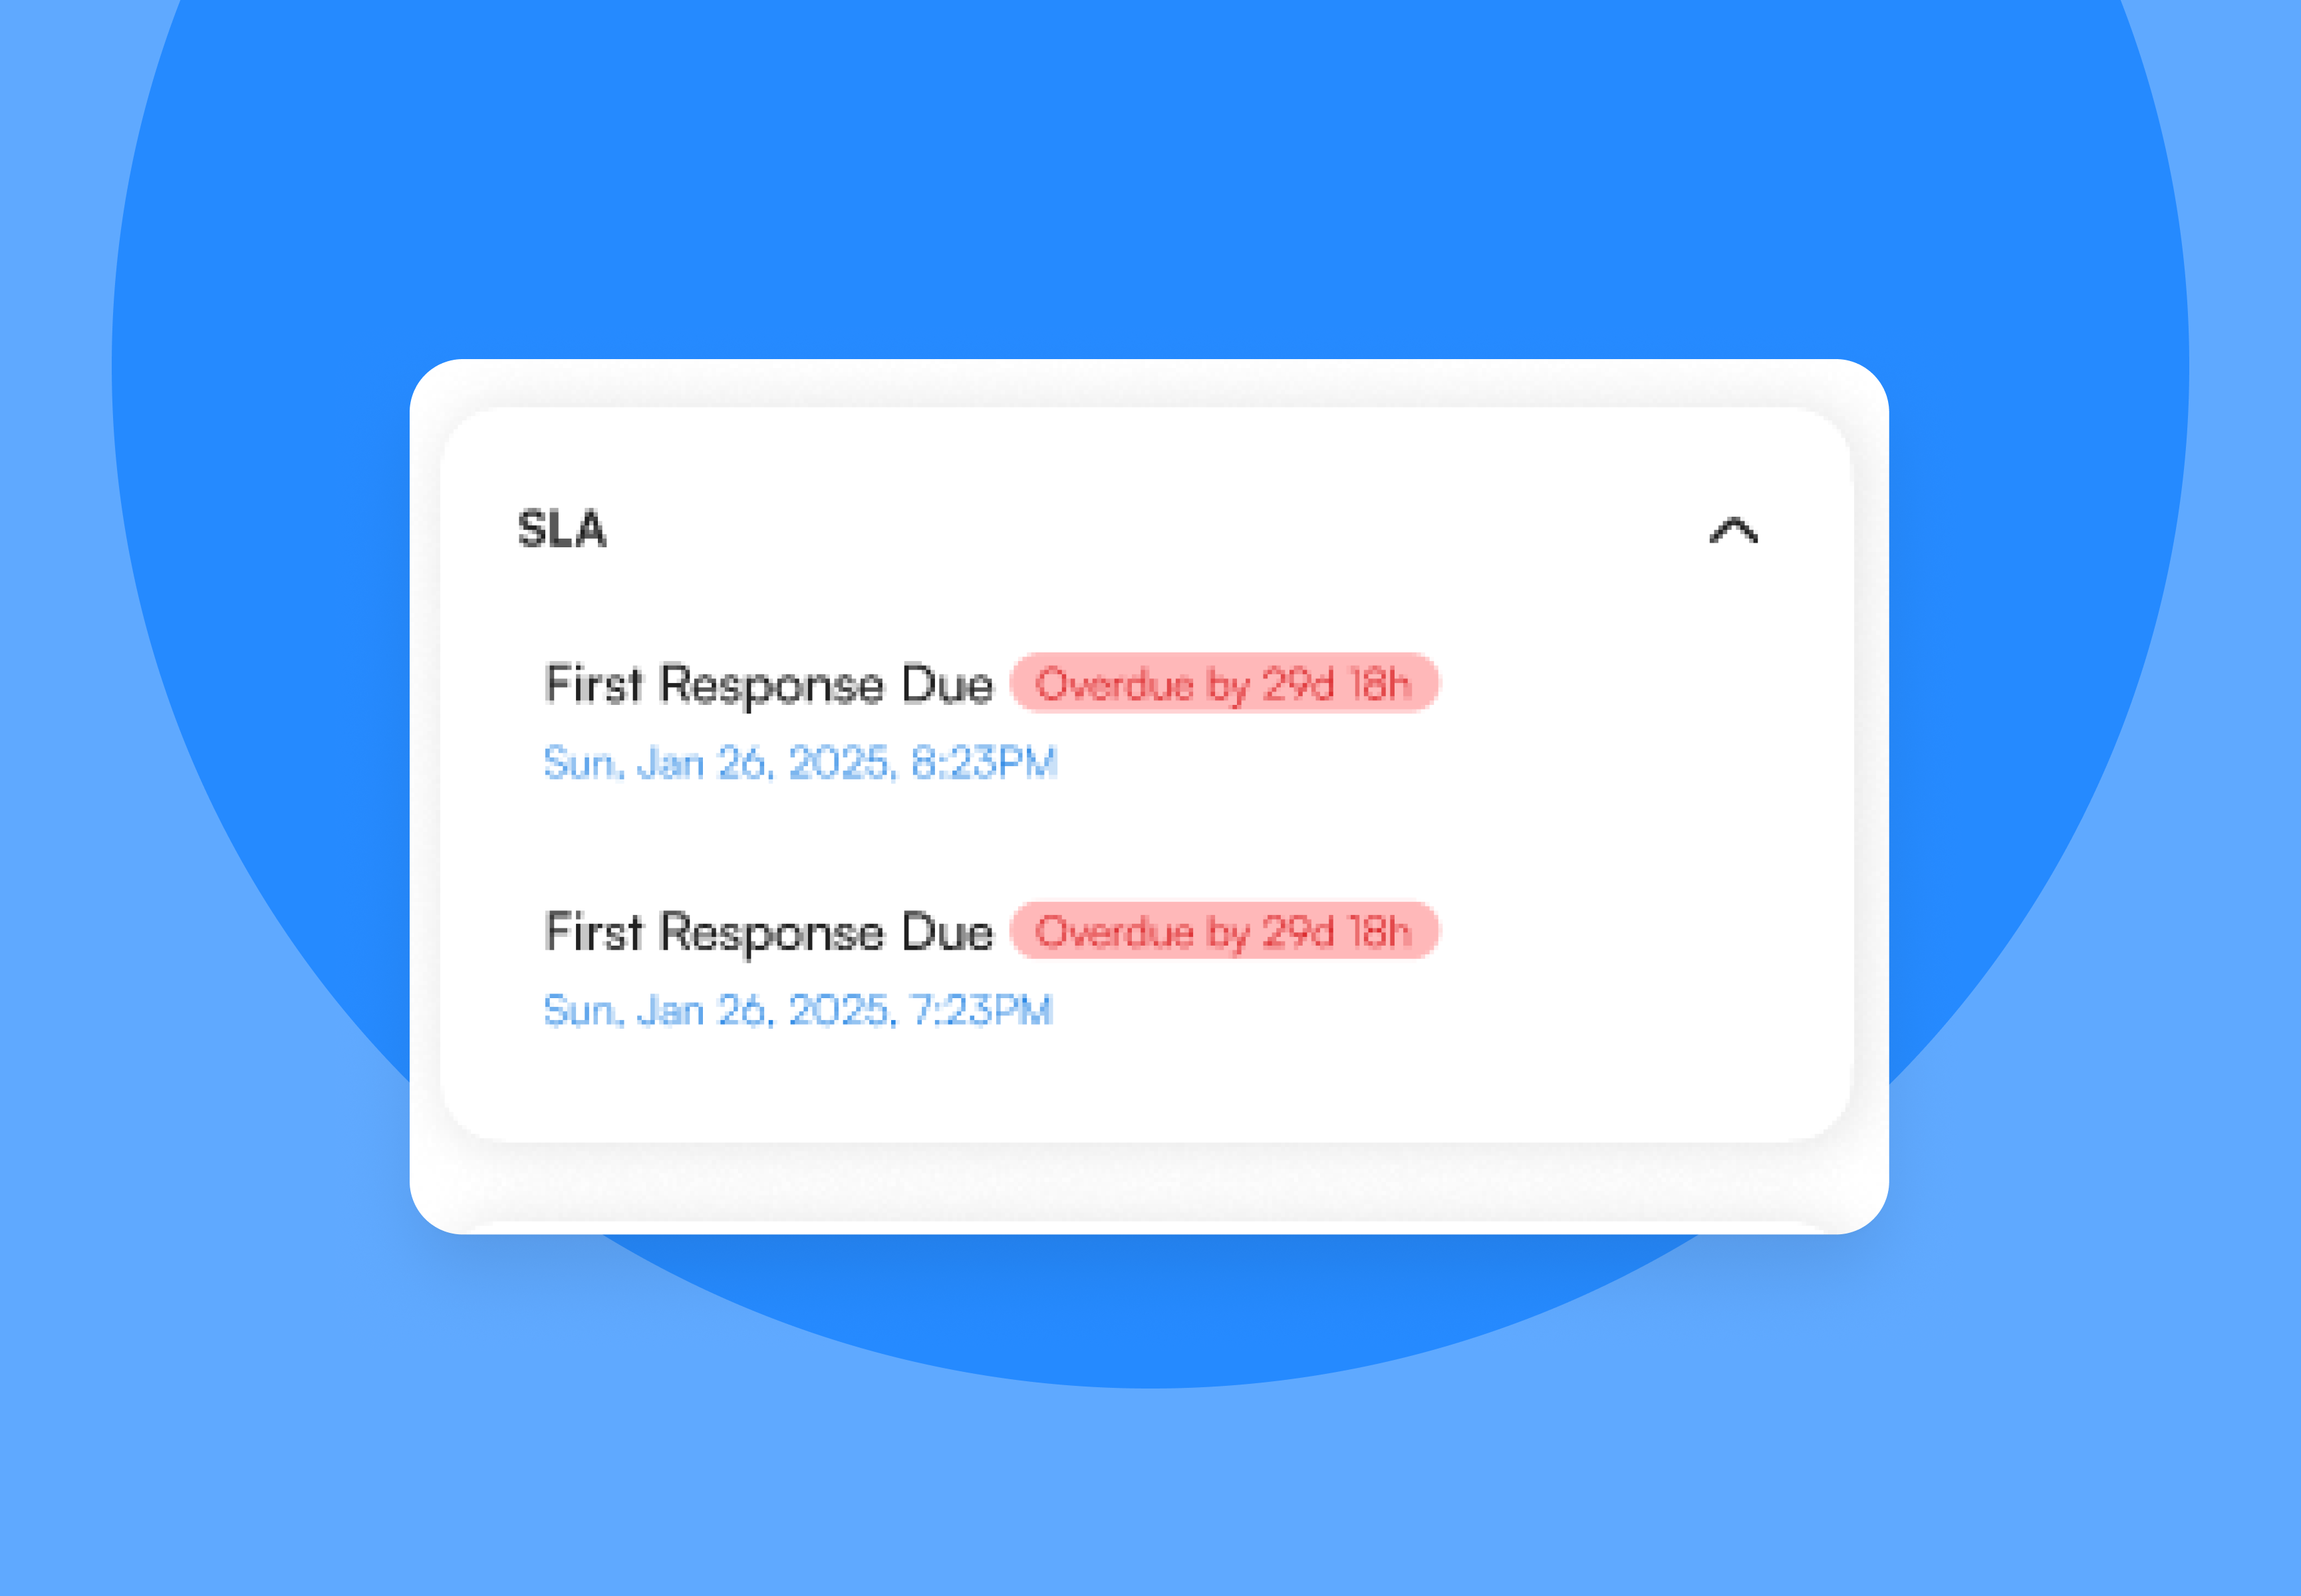 SLA
First Response Due Overdue by 29d 18h
Sun, Jan 26, 2025, 8:23PM
First Response Due Overdue by 29d 18h
Sun, Jan 26, 2025, 7:23PM